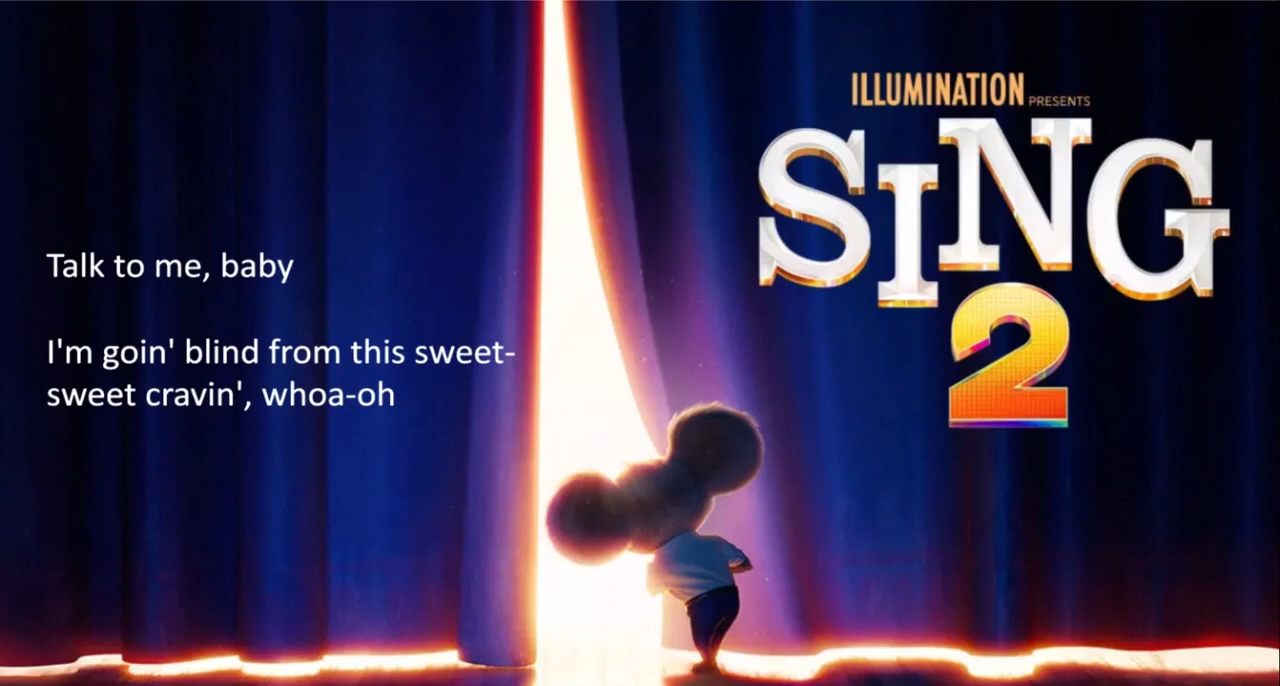 Talk to me, baby
I'm goin' blind from this sweet-
sweet cravin', whoa-oh
ILLUMINATION PRESENTS
SING
2